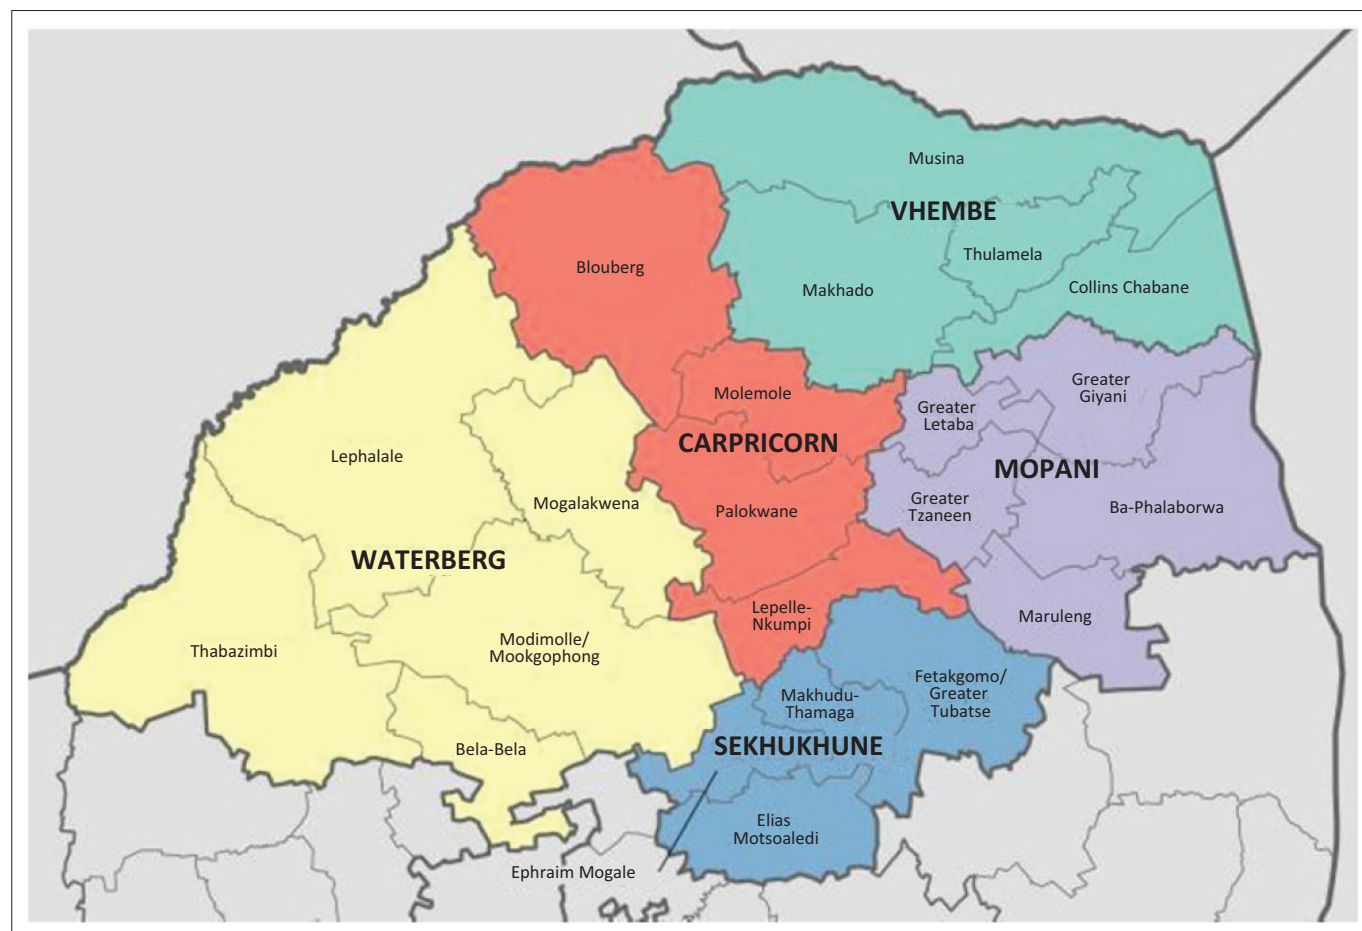 Musina
VHEMBE
Thulamela
Blouberg
Makhado
Collins Chabane
Molemole
Greater
Giyani
Greater
Letaba
CARPRICORN
Lephalale
MOPANI
Mogalakwena
Palokwane
Greater
Tzaneen
Ba-Phalaborwa
WATERBERG
Lepelle-
Nkumpi
Maruleng
Thabazimbi
Modimolle/
Mookgophong
Makhudu-
Thamaga
Fetakgomo/
Greater
Tubatse
Bela-Bela
SEKHUKHUNE
Elias
Motsoaledi
Ephraim Mogale